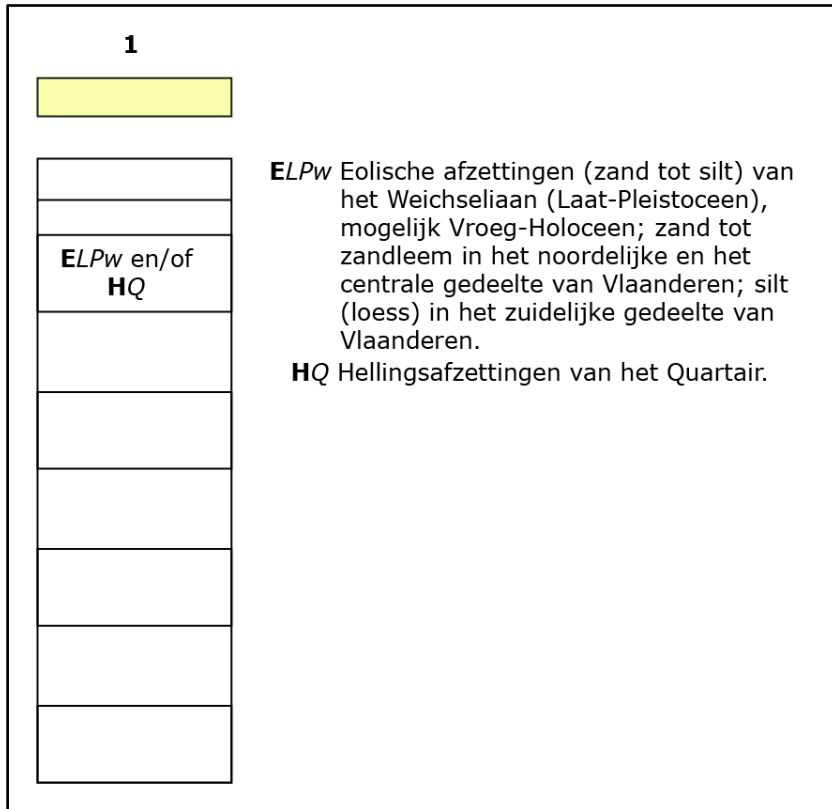 1
ELPw en/of
HQ
ELPw Eolische afzettingen (zand tot silt) van
het Weichseliaan (Laat-Pleistoceen),
mogelijk Vroeg-Holoceen; zand tot
zandleem in het noordelijke en het
centrale gedeelte van Vlaanderen; silt
(loess) in het zuidelijke gedeelte van
Vlaanderen.
HQ Hellingsafzettingen van het Quartair.